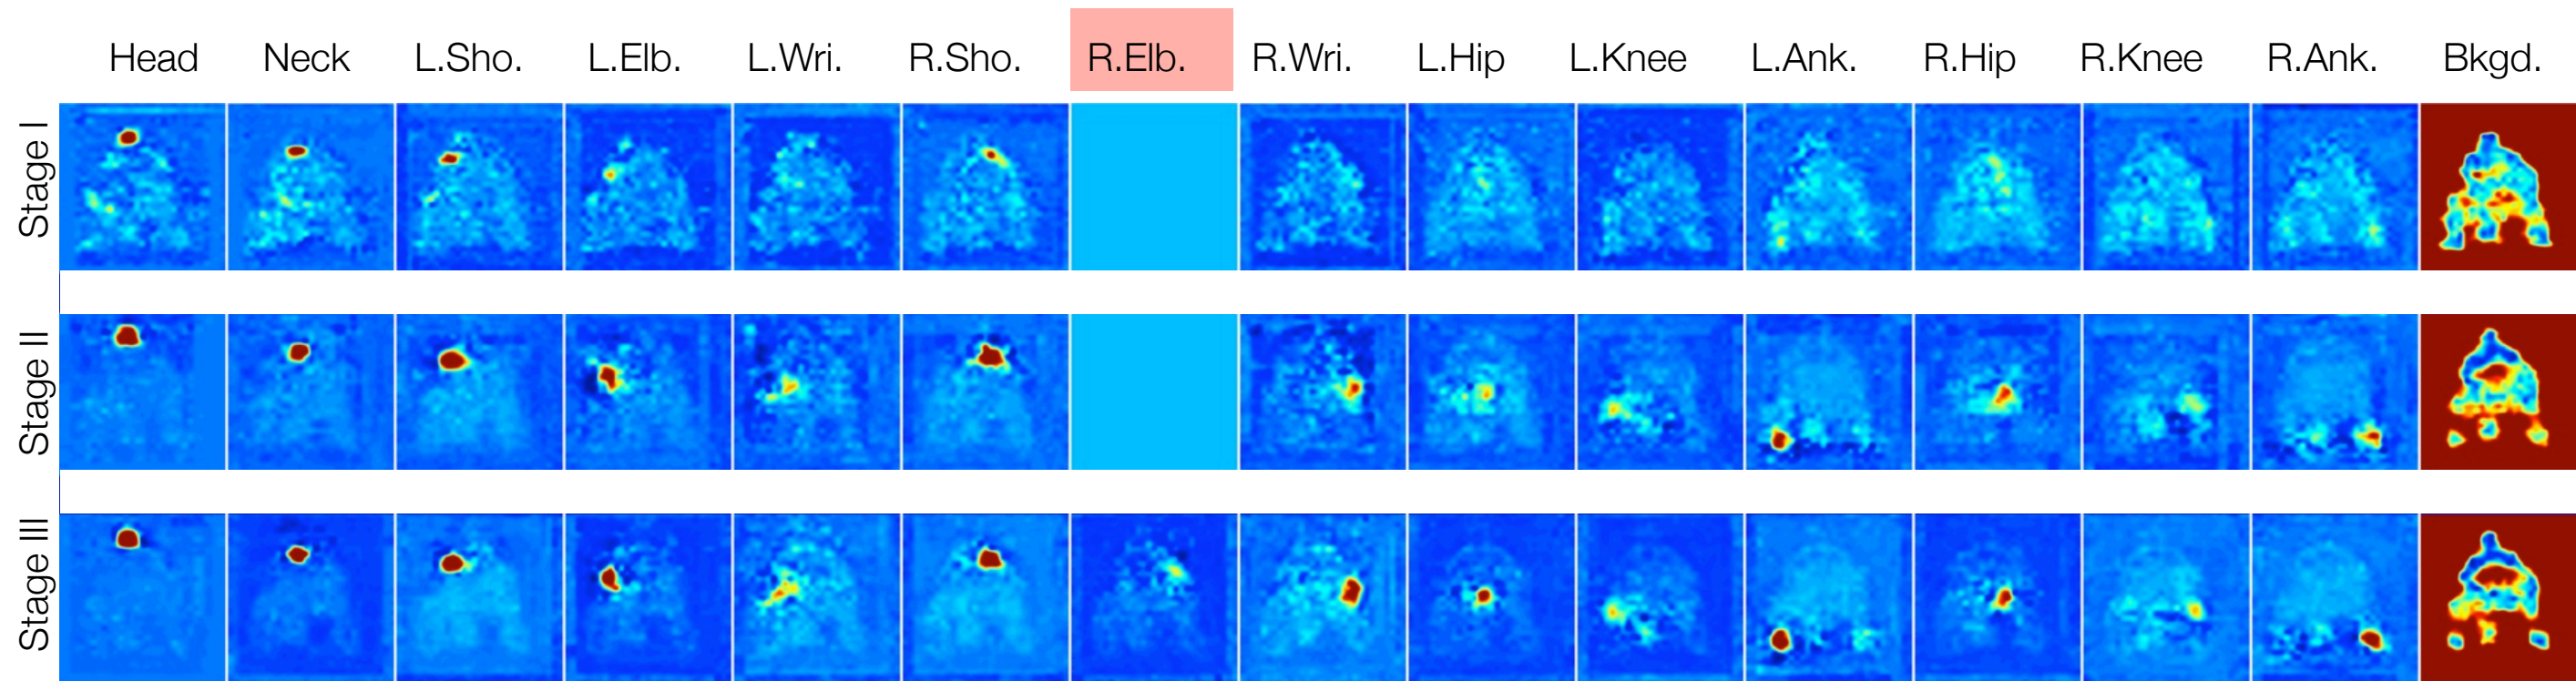 Head Neck L.Sho. L.Elb. L.Wri. R.Sho. R.Elb. R.Wri. L.Hip L.Knee L.Ank. R.Hip R.Knee R.Ank. Bkgd.
Stage I
Stage II
Stage III